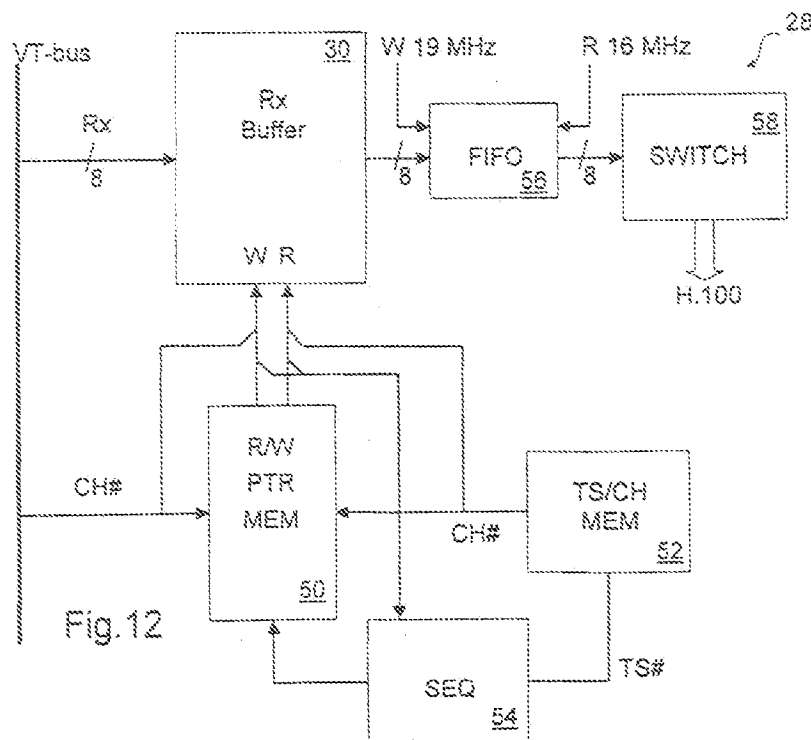 28
VT-bus
30
W 19 MHz
R 16 MHz
Rx
Buffer
Rx
8
FIFO
56
8
8
SWITCH
58
W R
H.100
R/W
PTR
MEM
50
CH#
CH#
TS/CH
MEM
52
Fig.12
SEQ
54
TS#